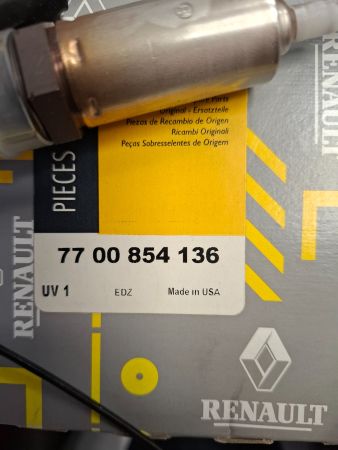 RENAULT
Original - Ersatzteile
Piezas de Recambio de Origen
Ricambi Originali
Peças Sobresselentes de Origem
PIECES
77 00 854 136
UV 1 EDZ Made in USA
RENAULT
RENAULT